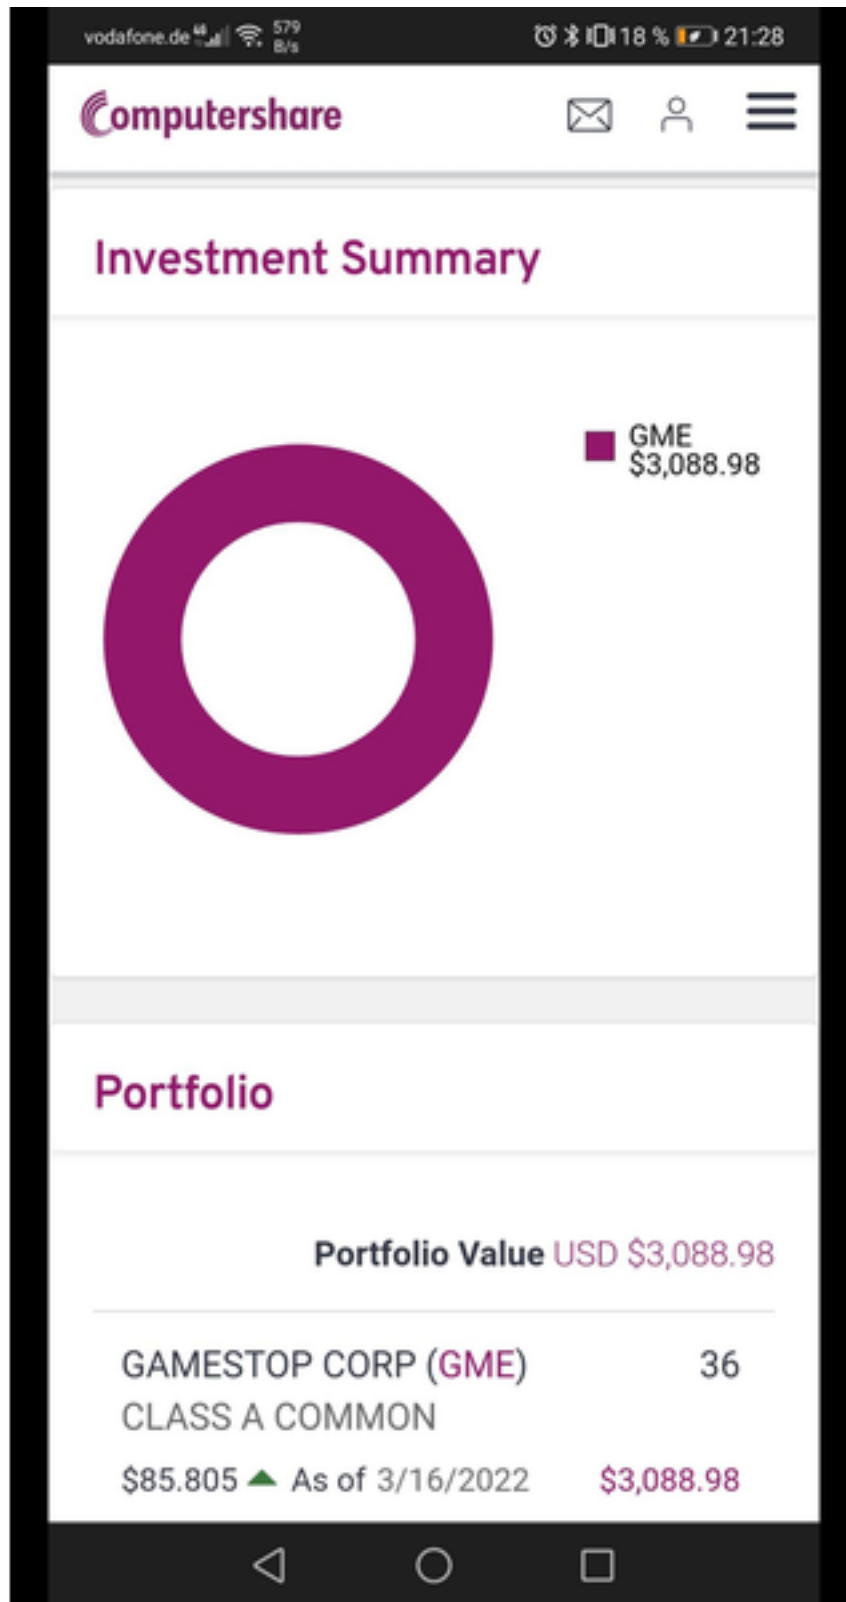 vodafone.de 4G 579 B/s 18 % 21:28
Computershare
Investment Summary
GME
$3,088.98
Portfolio
Portfolio Value USD $3,088.98
GAMESTOP CORP (GME) 36
CLASS A COMMON
$85.805 As of 3/16/2022 $3,088.98